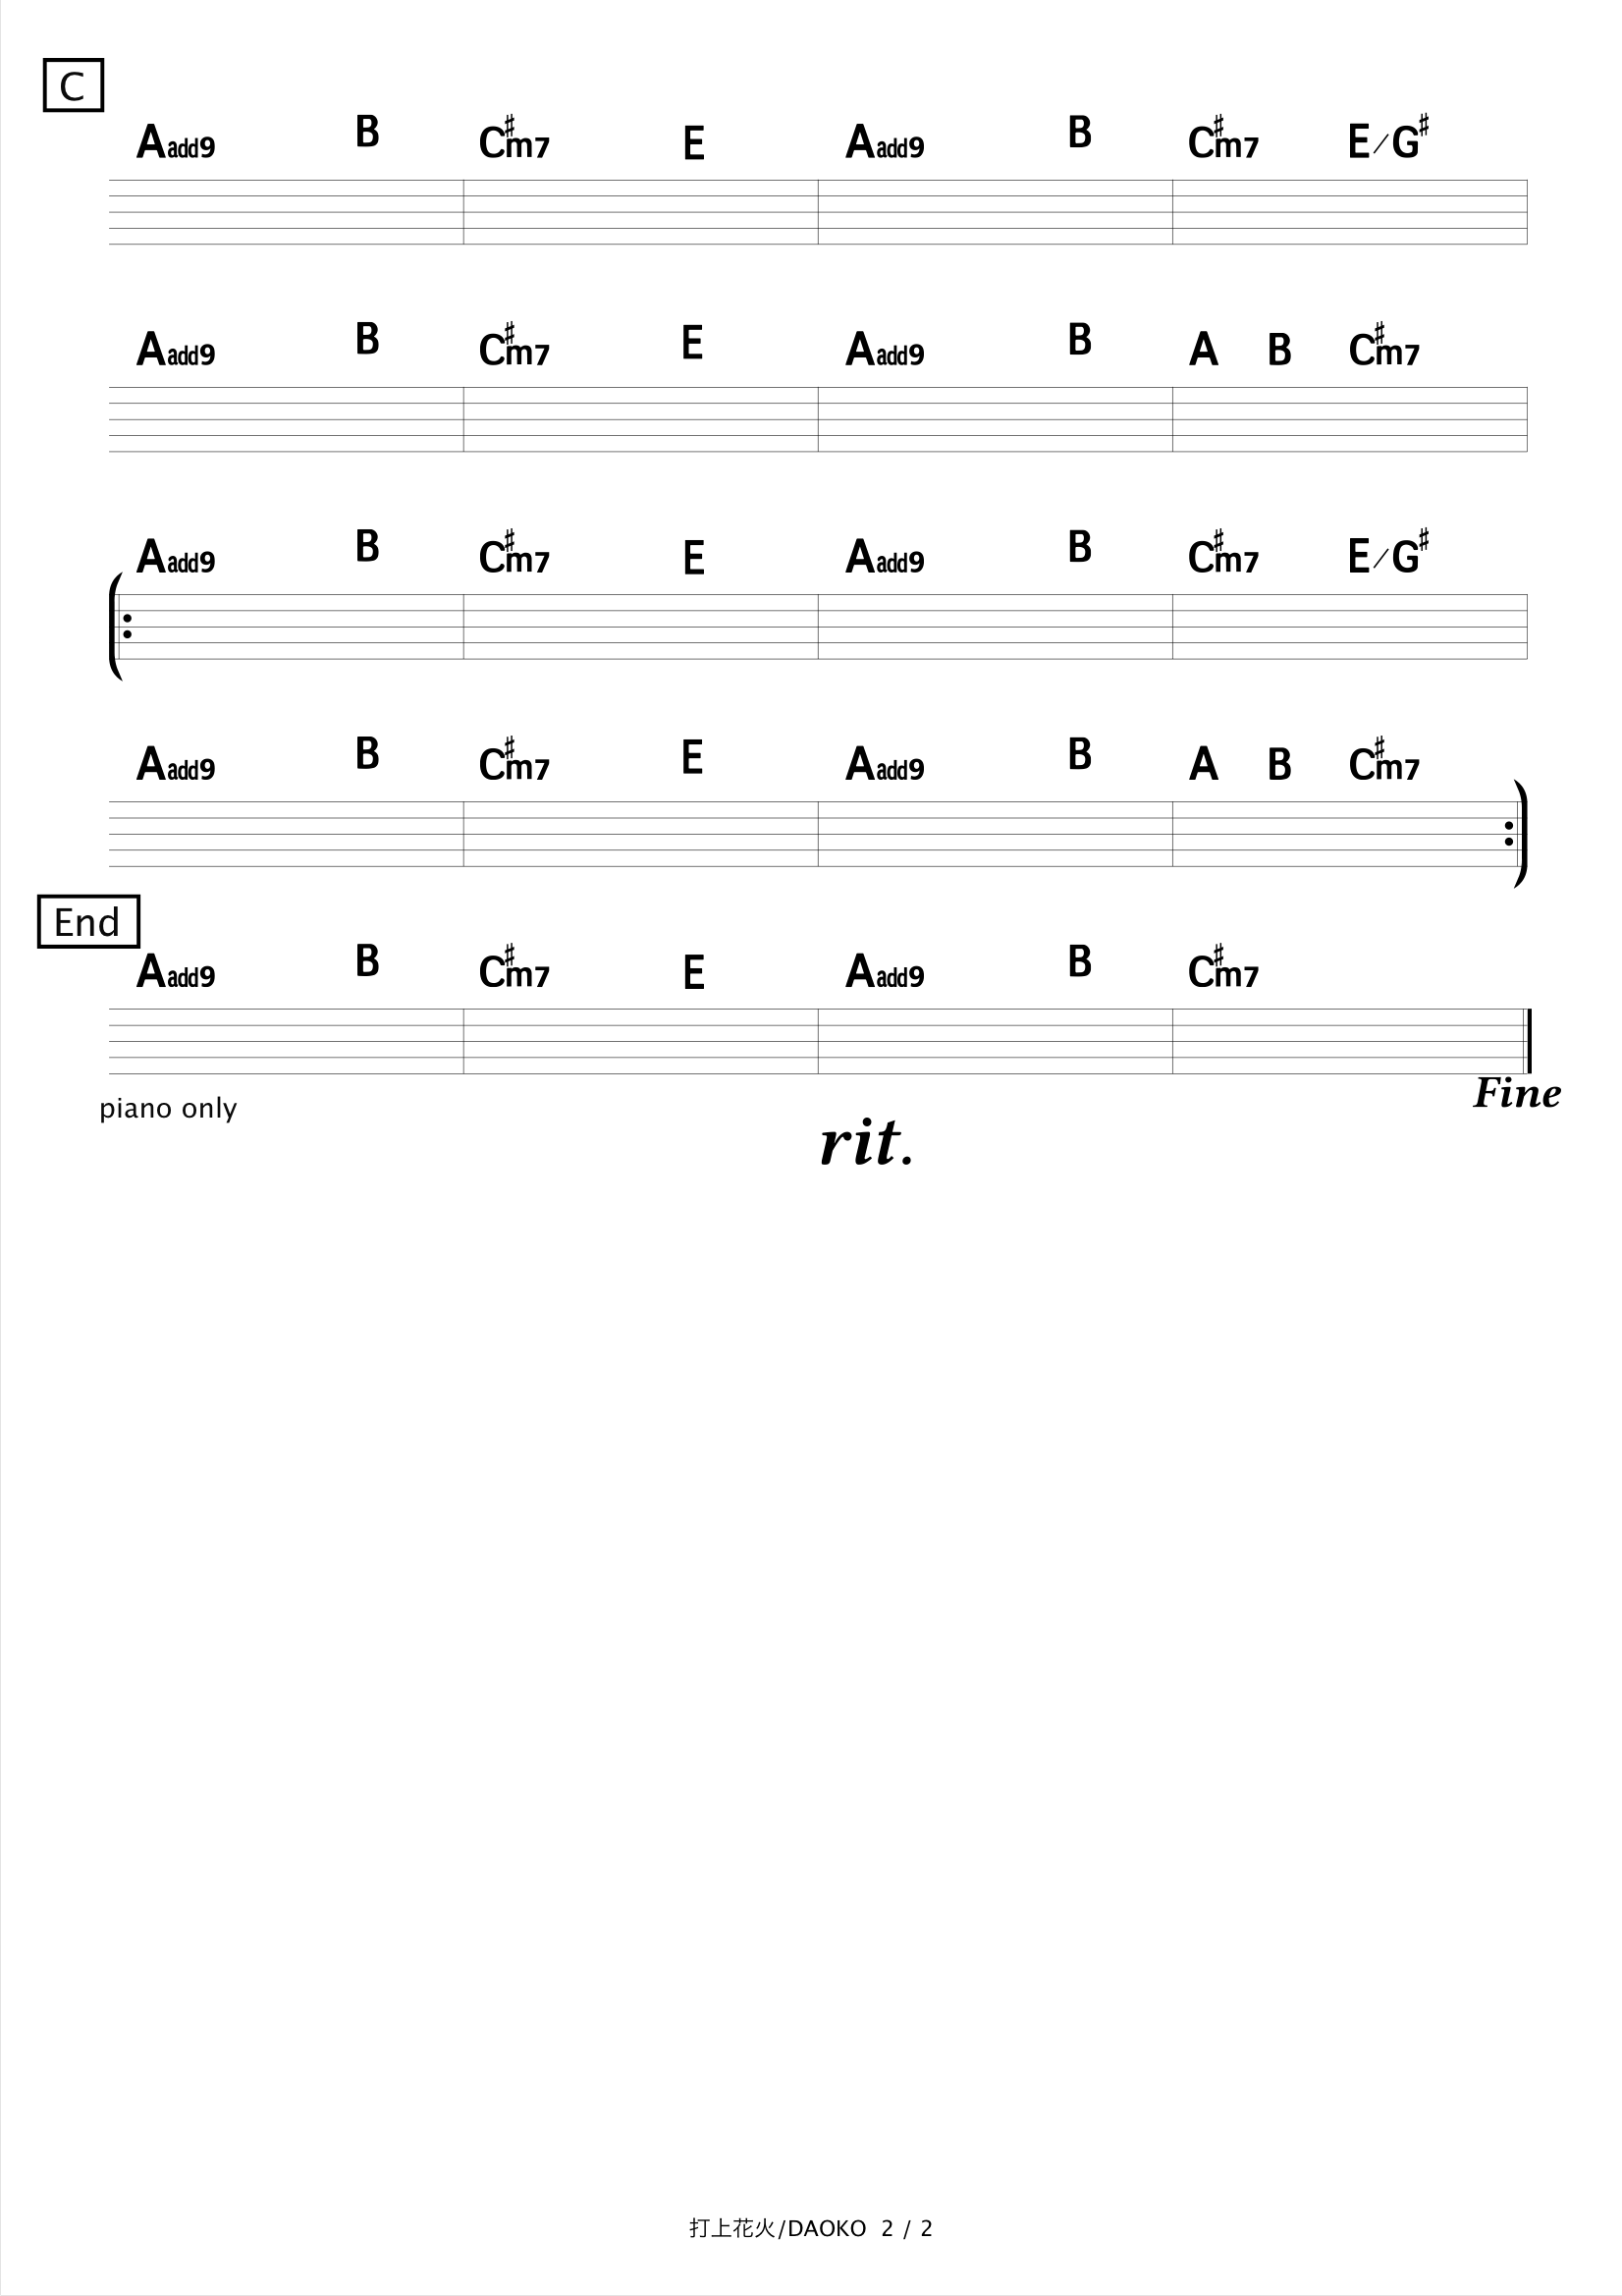 C
Aadd9 B C♯m7 E Aadd9 B C♯m7 E/G♯
Aadd9 B C♯m7 E Aadd9 B A B C♯m7
Aadd9 B C♯m7 E Aadd9 B C♯m7 E/G♯
Aadd9 B C♯m7 E Aadd9 B A B C♯m7
End
Aadd9 B C♯m7 E Aadd9 B C♯m7
Fine
piano only
rit.
打上花火/DAOKO 2 / 2